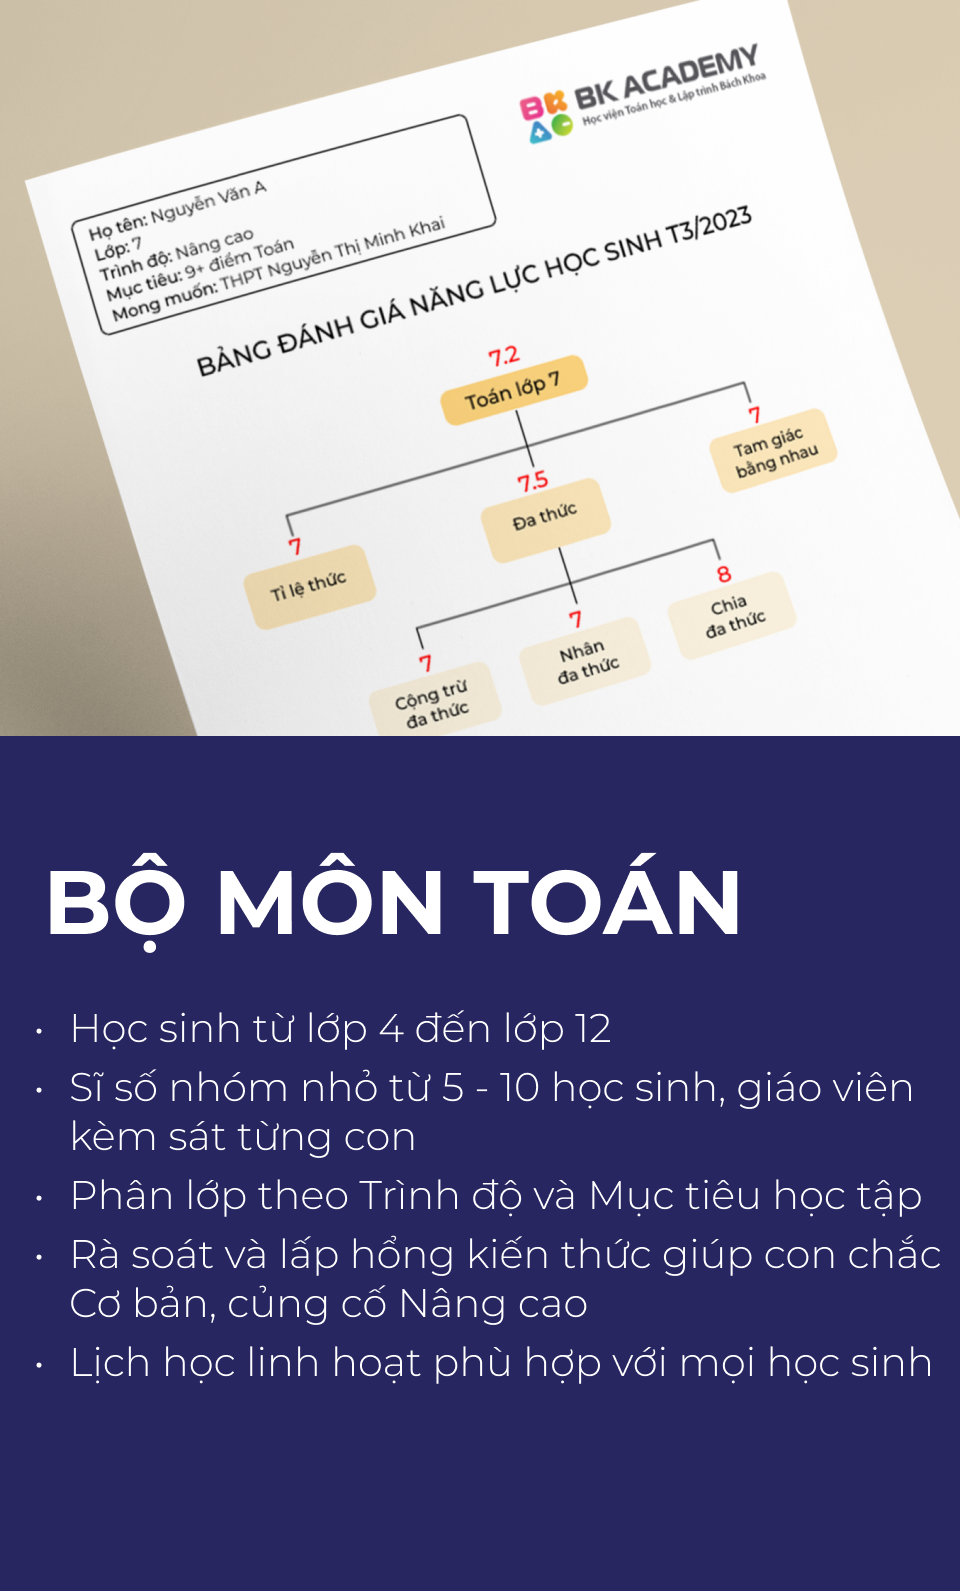 BK ACADEMY
Học viện Toán học & Lập trình Bách Khoa
Họ tên: Nguyễn Văn A
Lớp: 7
Trình độ: Nâng cao
Mục tiêu: 9+ điểm Toán
Mong muốn: THPT Nguyễn Thị Minh Khai
BẢNG ĐÁNH GIÁ NĂNG LỰC HỌC SINH T3/2023
7.2
Toán lớp 7
7
Tỉ lệ thức
7.5
Đa thức
7
Tam giác
bằng nhau
7
Cộng trừ
đa thức
7
Nhân
đa thức
8
Chia
đa thức
BỘ MÔN TOÁN
• Học sinh từ lớp 4 đến lớp 12
• Sĩ số nhóm nhỏ từ 5 - 10 học sinh, giáo viên
kèm sát từng con
• Phân lớp theo Trình độ và Mục tiêu học tập
• Rà soát và lấp hổng kiến thức giúp con chắc
Cơ bản, củng cố Nâng cao
• Lịch học linh hoạt phù hợp với mọi học sinh